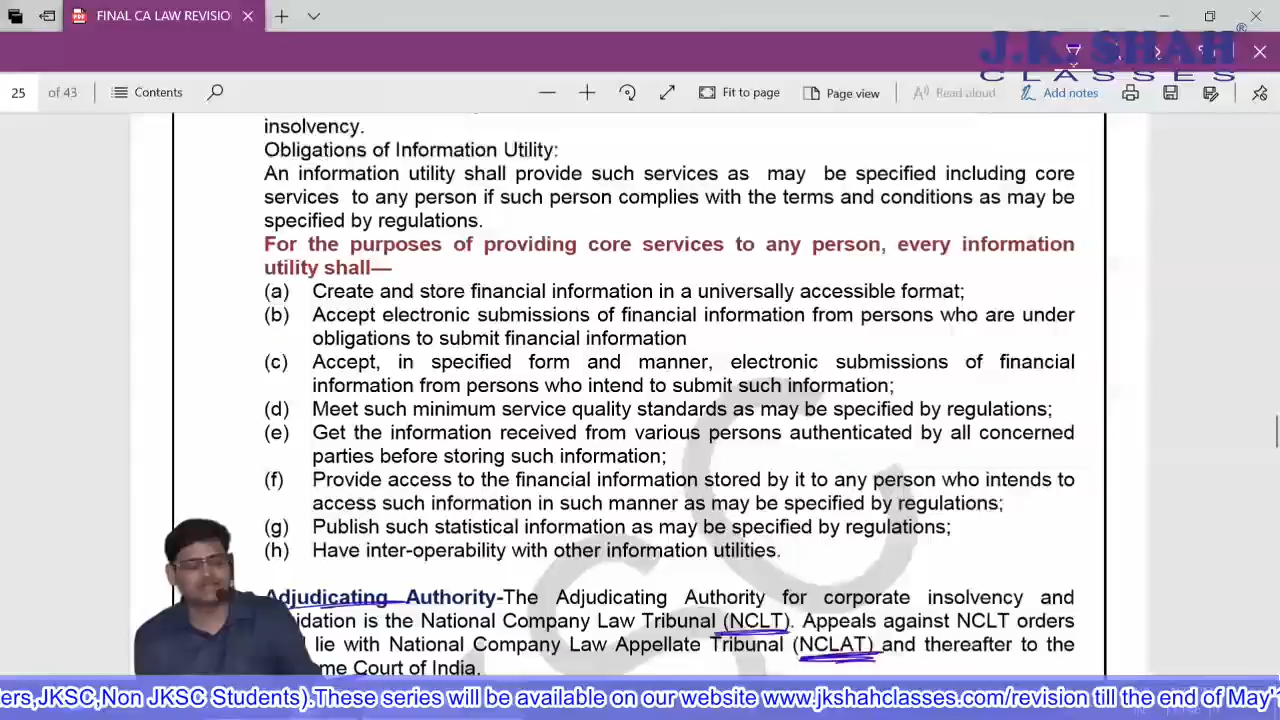 FINAL CA LAW REVISIO
J.K. SHAH®
CLASSES
25 of 43 Contents Fit to page Page view Read aloud Add notes
insolvency.
Obligations of Information Utility:
An information utility shall provide such services as may be specified including core
services to any person if such person complies with the terms and conditions as may be
specified by regulations.
For the purposes of providing core services to any person, every information
utility shall—
(a) Create and store financial information in a universally accessible format;
(b) Accept electronic submissions of financial information from persons who are under
obligations to submit financial information
(c) Accept, in specified form and manner, electronic submissions of financial
information from persons who intend to submit such information;
(d) Meet such minimum service quality standards as may be specified by regulations;
(e) Get the information received from various persons authenticated by all concerned
parties before storing such information;
(f) Provide access to the financial information stored by it to any person who intends to
access such information in such manner as may be specified by regulations;
(g) Publish such statistical information as may be specified by regulations;
(h) Have inter-operability with other information utilities.
Adjudicating Authority-The Adjudicating Authority for corporate insolvency and
idation is the National Company Law Tribunal (NCLT). Appeals against NCLT orders
lie with National Company Law Appellate Tribunal (NCLAT) and thereafter to the
me Court of India.
ers,JKSC,Non JKSC Students).These series will be available on our website www.jkshahclasses.com/revision till the end of May'